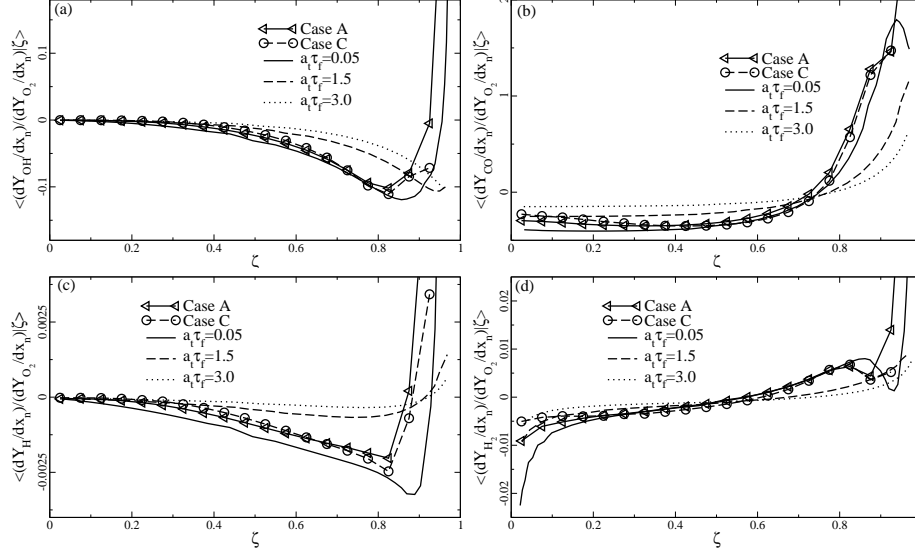 (a)
Case A
Case C
a_tτ_f=0.05
a_tτ_f=1.5
a_tτ_f=3.0
<(dY_OH/dx_n)/(dY_O2/dx_n)|ζ>
0.1
0
-0.1
0 0.2 0.4 0.6 0.8 1
ζ
(b)
Case A
Case C
a_tτ_f=0.05
a_tτ_f=1.5
a_tτ_f=3.0
<(dY_CO/dx_n)/(dY_O2/dx_n)|ζ>
1
0
0 0.2 0.4 0.6 0.8
ζ
(c)
Case A
Case C
a_tτ_f=0.05
a_tτ_f=1.5
a_tτ_f=3.0
<(dY_H/dx_n)/(dY_O2/dx_n)|ζ>
0.0025
0
-0.0025
0 0.2 0.4 0.6 0.8 1
ζ
(d)
Case A
Case C
a_tτ_f=0.05
a_tτ_f=1.5
a_tτ_f=3.0
<(dY_H2/dx_n)/(dY_O2/dx_n)|ζ>
0.02
0.01
0
-0.01
-0.02
0 0.2 0.4 0.6 0.8
ζ